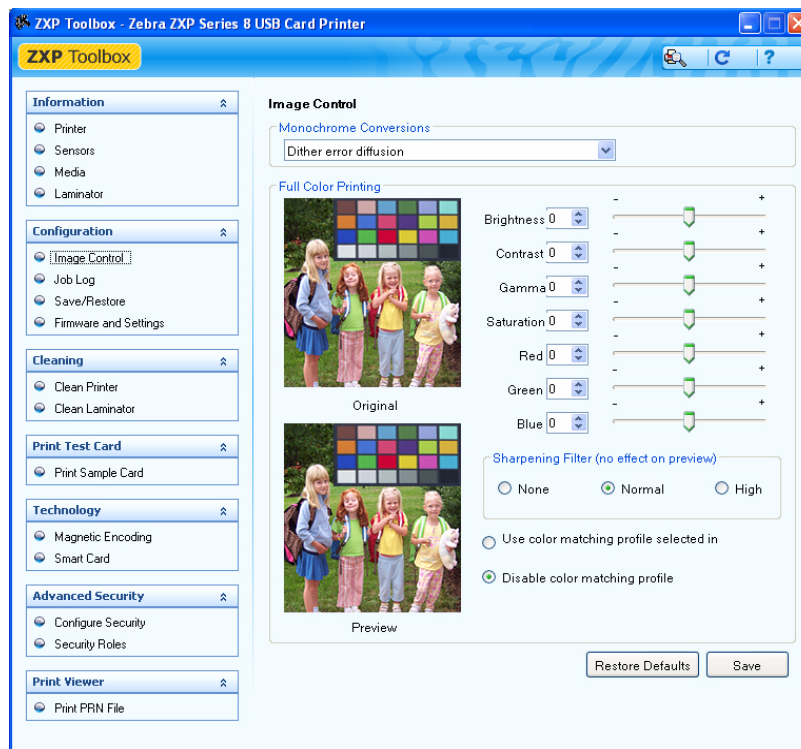 ZXP Toolbox - Zebra ZXP Series 8 USB Card Printer
ZXP Toolbox
?
Information
Printer
Sensors
Media
Laminator
Configuration
Image Control
Job Log
Save/Restore
Firmware and Settings
Cleaning
Clean Printer
Clean Laminator
Print Test Card
Print Sample Card
Technology
Magnetic Encoding
Smart Card
Advanced Security
Configure Security
Security Roles
Print Viewer
Print PRN File
Image Control
Monochrome Conversions
Dither error diffusion
Full Color Printing
Original
Preview
- +
Brightness 0
- +
Contrast 0
- +
Gamma 0
- +
Saturation 0
- +
Red 0
- +
Green 0
- +
Blue 0
Sharpening Filter (no effect on preview)
None Normal High
Use color matching profile selected in
Disable color matching profile
Restore Defaults Save